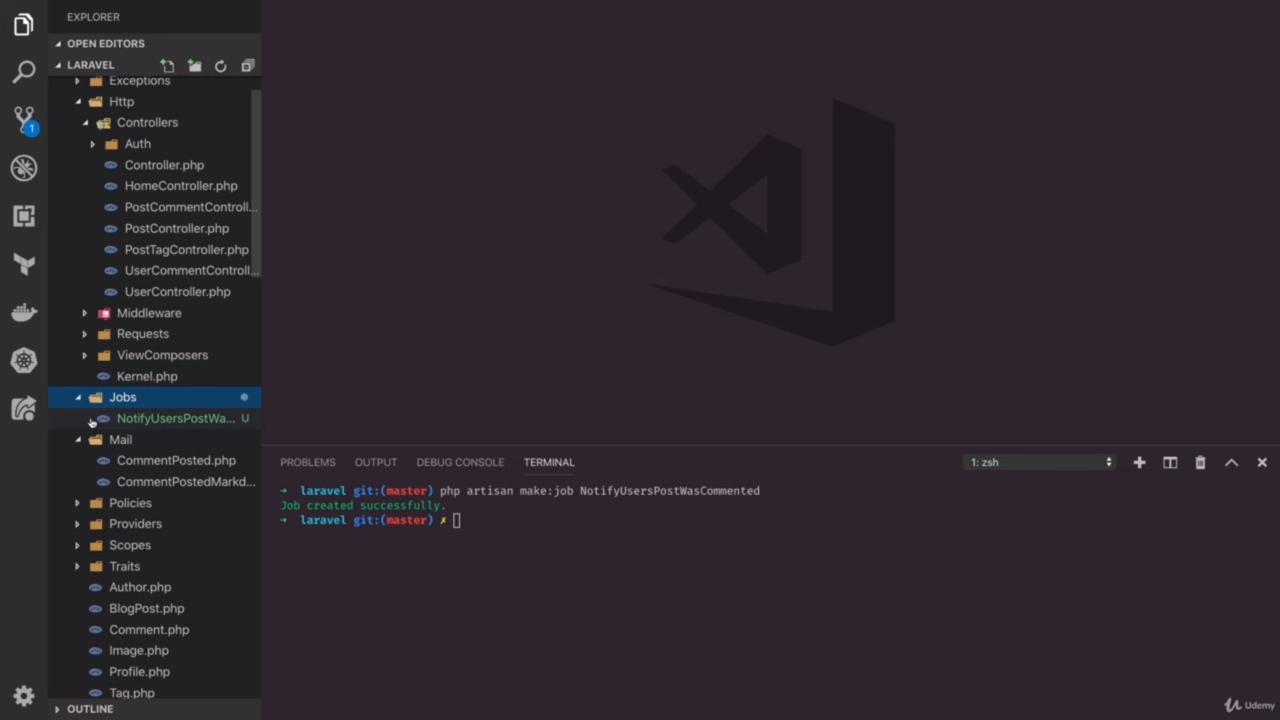 EXPLORER
OPEN EDITORS
LARAVEL
Exceptions
Http
Controllers
Auth
Controller.php
HomeController.php
PostCommentControll...
PostController.php
PostTagController.php
UserCommentControll...
UserController.php
Middleware
Requests
ViewComposers
Kernel.php
Jobs
NotifyUsersPostWa... U
Mail
CommentPosted.php
CommentPostedMarkd...
Policies
Providers
Scopes
Traits
Author.php
BlogPost.php
Comment.php
Image.php
Profile.php
Tag.php
OUTLINE
1
PROBLEMS OUTPUT DEBUG CONSOLE TERMINAL
1: zsh
→ laravel git:(master) php artisan make:job NotifyUsersPostWasCommented
Job created successfully.
→ laravel git:(master) ✗
Udemy